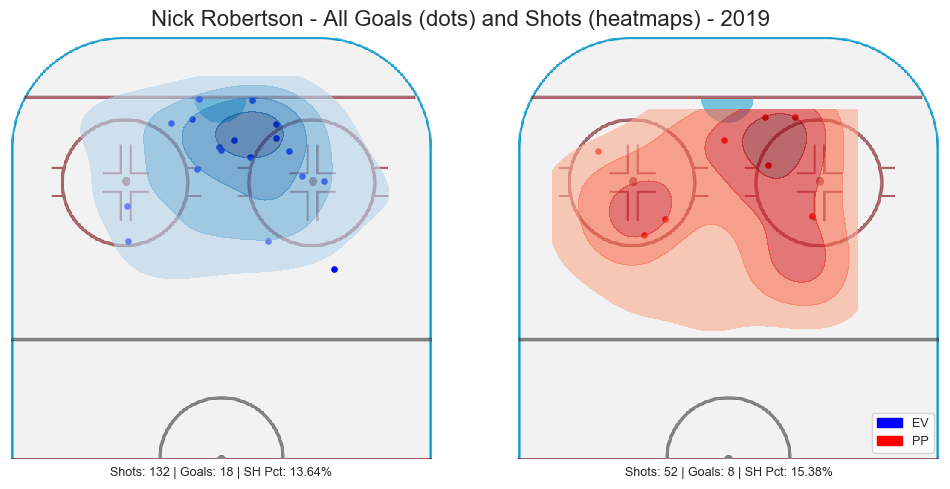 Nick Robertson - All Goals (dots) and Shots (heatmaps) - 2019
EV
PP
Shots: 132 | Goals: 18 | SH Pct: 13.64%
Shots: 52 | Goals: 8 | SH Pct: 15.38%